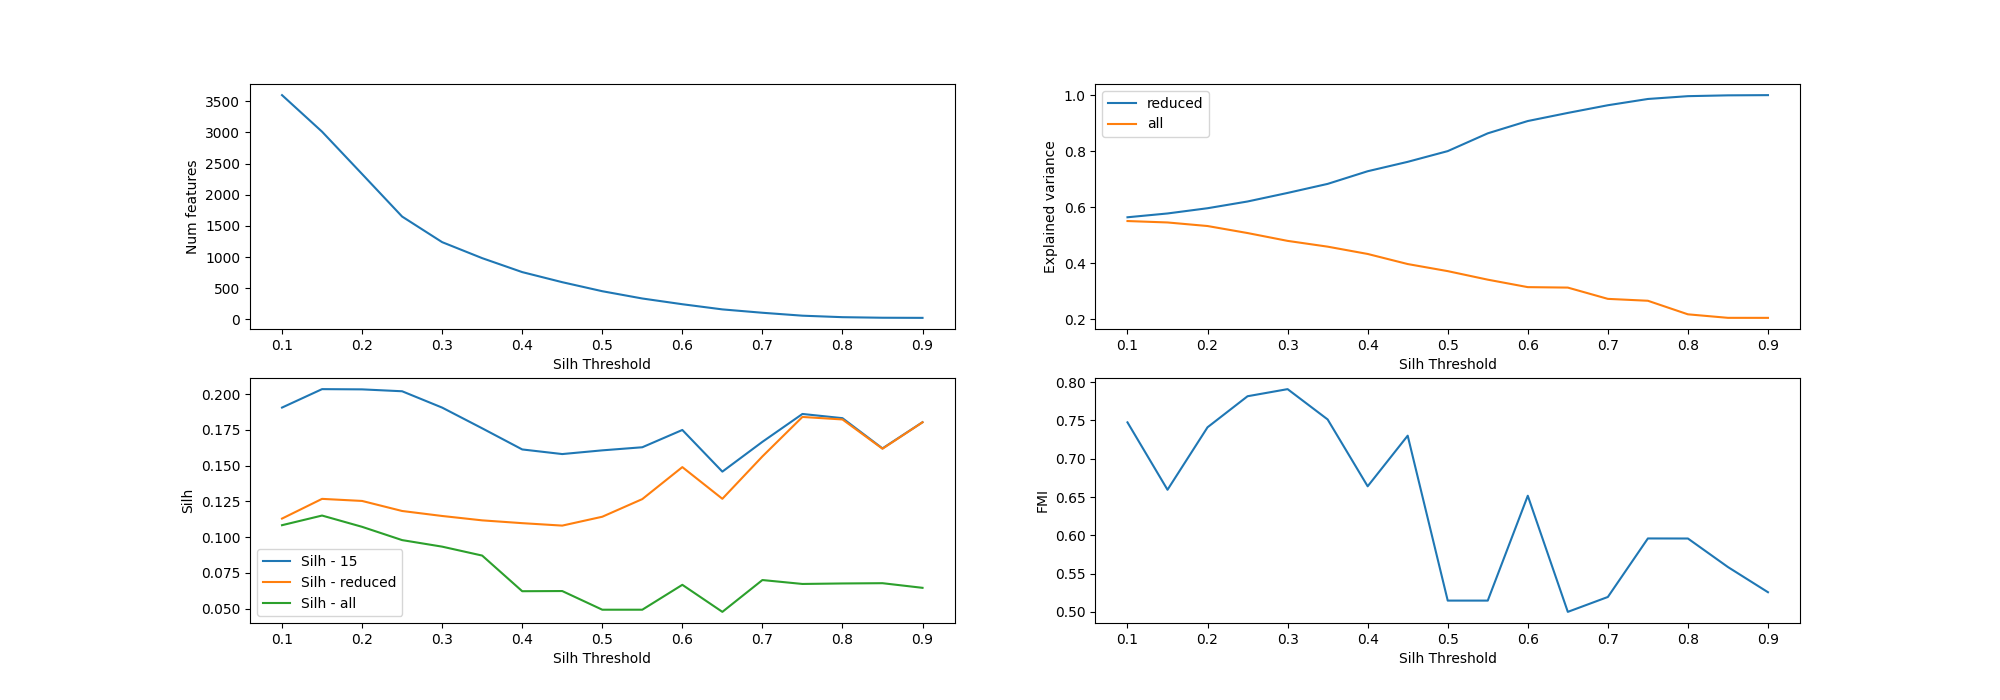 3500
3000
2500
2000
1500
1000
500
0
Num features
0.1 0.2 0.3 0.4 0.5 0.6 0.7 0.8 0.9
Silh Threshold
1.0
0.8
0.6
0.4
0.2
Explained variance
reduced
all
0.1 0.2 0.3 0.4 0.5 0.6 0.7 0.8 0.9
Silh Threshold
0.200
0.175
0.150
0.125
0.100
0.075
0.050
Silh
Silh - 15
Silh - reduced
Silh - all
0.1 0.2 0.3 0.4 0.5 0.6 0.7 0.8 0.9
Silh Threshold
0.80
0.75
0.70
0.65
0.60
0.55
0.50
FMI
0.1 0.2 0.3 0.4 0.5 0.6 0.7 0.8 0.9
Silh Threshold